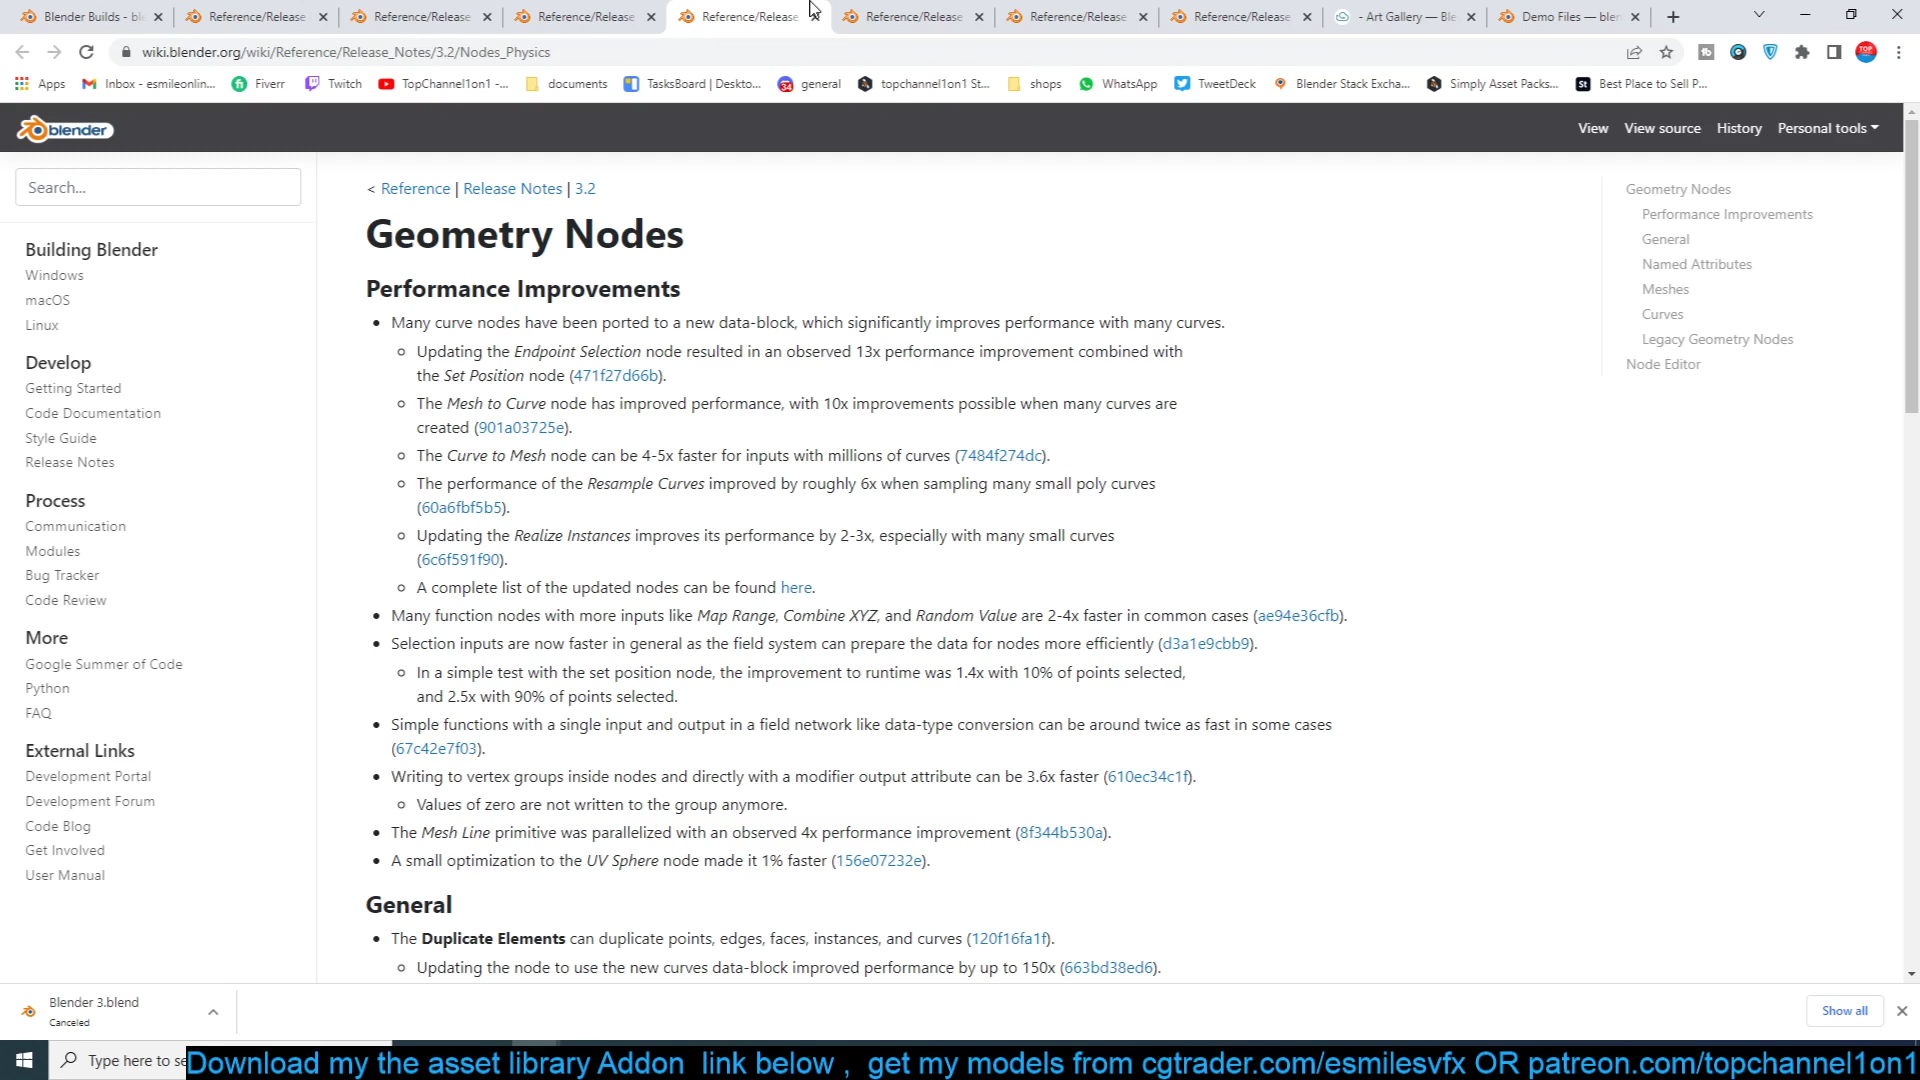 Blender Builds - bl
Reference/Release
Reference/Release
Reference/Release
Reference/Release
Reference/Release
Reference/Release
Reference/Release
- Art Gallery — Ble
Demo Files — blen
wiki.blender.org/wiki/Reference/Release_Notes/3.2/Nodes_Physics
Apps
Inbox - esmileonlin...
Fiverr
Twitch
TopChannel1on1 -...
documents
TasksBoard | Deskto...
34
general
topchannel1on1 St...
shops
WhatsApp
TweetDeck
Blender Stack Excha...
Simply Asset Packs...
St
Best Place to Sell P...
blender
View
View source
History
Personal tools
Search...
Building Blender
Windows
macOS
Linux
Develop
Getting Started
Code Documentation
Style Guide
Release Notes
Process
Communication
Modules
Bug Tracker
Code Review
More
Google Summer of Code
Python
FAQ
External Links
Development Portal
Development Forum
Code Blog
Get Involved
User Manual
< Reference | Release Notes | 3.2
Geometry Nodes
Performance Improvements
• Many curve nodes have been ported to a new data-block, which significantly improves performance with many curves.
Updating the Endpoint Selection node resulted in an observed 13x performance improvement combined with
the Set Position node (471f27d66b).
The Mesh to Curve node has improved performance, with 10x improvements possible when many curves are
created (901a03725e).
The Curve to Mesh node can be 4-5x faster for inputs with millions of curves (7484f274dc).
The performance of the Resample Curves improved by roughly 6x when sampling many small poly curves
(60a6fbf5b5).
Updating the Realize Instances improves its performance by 2-3x, especially with many small curves
(6c6f591f90).
A complete list of the updated nodes can be found here.
• Many function nodes with more inputs like Map Range, Combine XYZ, and Random Value are 2-4x faster in common cases (ae94e36cfb).
• Selection inputs are now faster in general as the field system can prepare the data for nodes more efficiently (d3a1e9cbb9).
In a simple test with the set position node, the improvement to runtime was 1.4x with 10% of points selected,
and 2.5x with 90% of points selected.
• Simple functions with a single input and output in a field network like data-type conversion can be around twice as fast in some cases
(67c42e7f03).
• Writing to vertex groups inside nodes and directly with a modifier output attribute can be 3.6x faster (610ec34c1f).
Values of zero are not written to the group anymore.
• The Mesh Line primitive was parallelized with an observed 4x performance improvement (8f344b530a).
• A small optimization to the UV Sphere node made it 1% faster (156e07232e).
General
• The Duplicate Elements can duplicate points, edges, faces, instances, and curves (120f16fa1f).
Updating the node to use the new curves data-block improved performance by up to 150x (663bd38ed6).
Geometry Nodes
Performance Improvements
General
Named Attributes
Meshes
Curves
Legacy Geometry Nodes
Node Editor
Blender 3.blend
Canceled
Show all
Type here to se
Download my the asset library Addon link below , get my models from cgtrader.com/esmilesvfx OR patreon.com/topchannel1on1